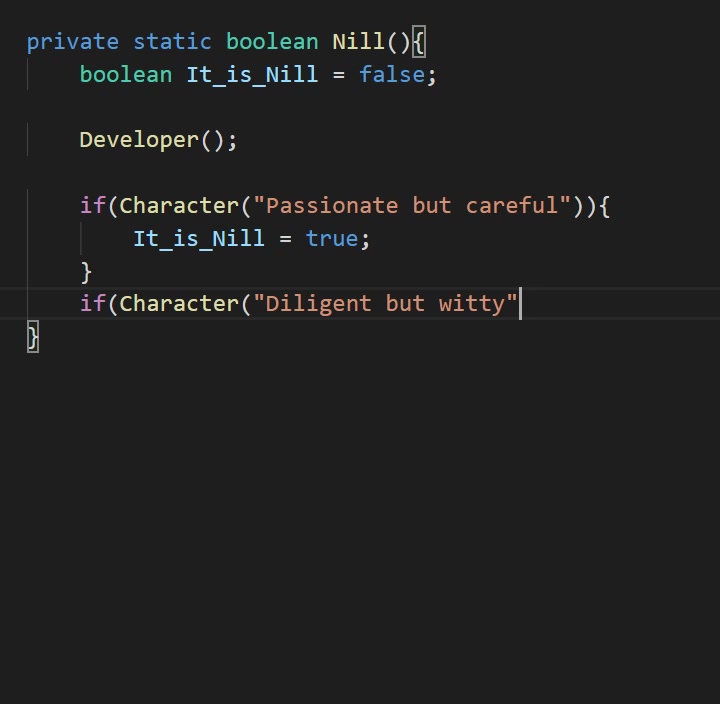 private static boolean Nill(){
boolean It_is_Nill = false;
Developer();
if(Character("Passionate but careful")){
It_is_Nill = true;
}
if(Character("Diligent but witty"
}